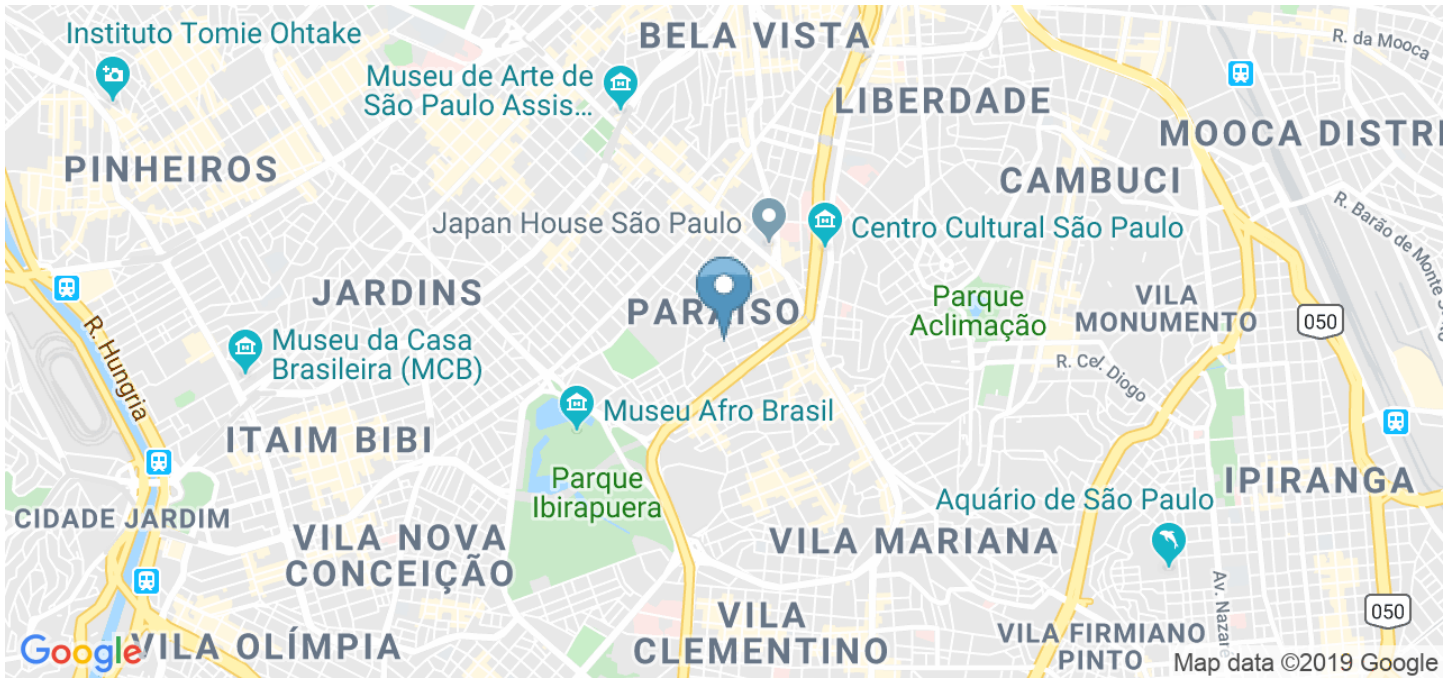 Instituto Tomie Ohtake
BELA VISTA
R. da Mooca
Museu de Arte de
São Paulo Assis...
LIBERDADE
MOOCA DISTRI
PINHEIROS
CAMBUCI
Japan House São Paulo
Centro Cultural São Paulo
R. Barão de Monte
JARDINS
PARAISO
Parque
Aclimação
VILA
MONUMENTO
050
R. Hungria
Museu da Casa
Brasileira (MCB)
R. Cel. Diogo
Museu Afro Brasil
ITAIM BIBI
Parque
Ibirapuera
IPIRANGA
Aquário de São Paulo
CIDADE JARDIM
VILA NOVA
CONCEIÇÃO
VILA MARIANA
Av. Nazaré
050
VILA
CLEMENTINO
VILA FIRMIANO
PINTO
Google
VILA OLÍMPIA
Map data ©2019 Google